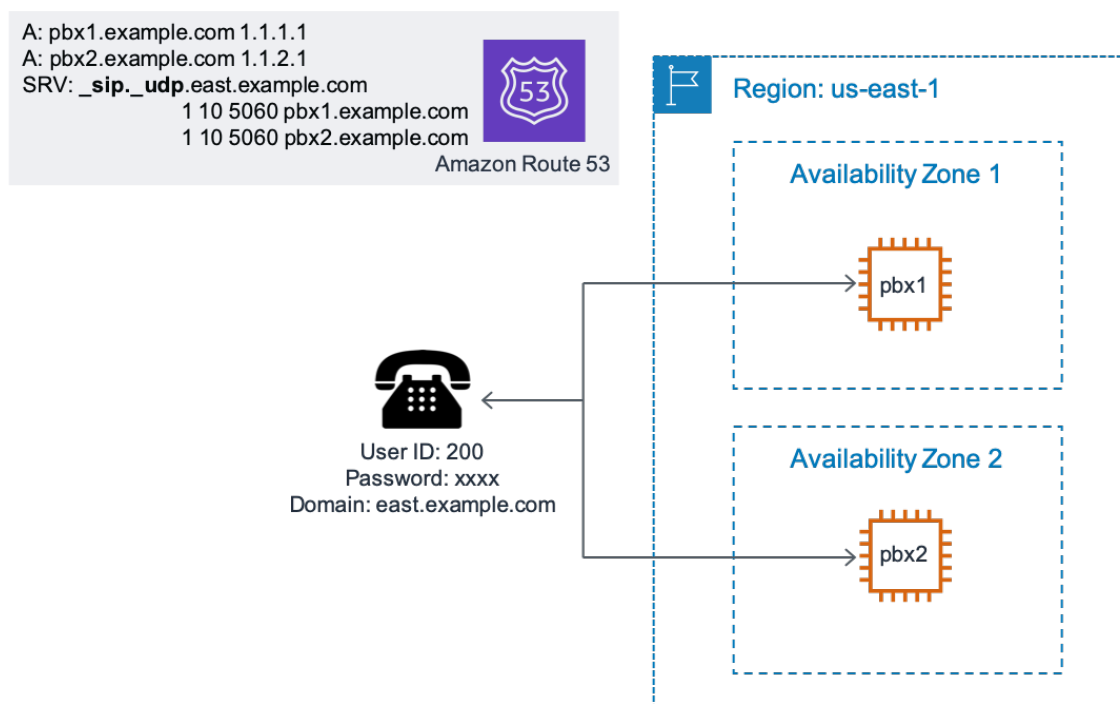 A: pbx1.example.com 1.1.1.1
A: pbx2.example.com 1.1.2.1
SRV: _sip._udp.east.example.com
1 10 5060 pbx1.example.com
1 10 5060 pbx2.example.com
53
Amazon Route 53
Region: us-east-1
Availability Zone 1
pbx1
User ID: 200
Password: xxxx
Domain: east.example.com
Availability Zone 2
pbx2